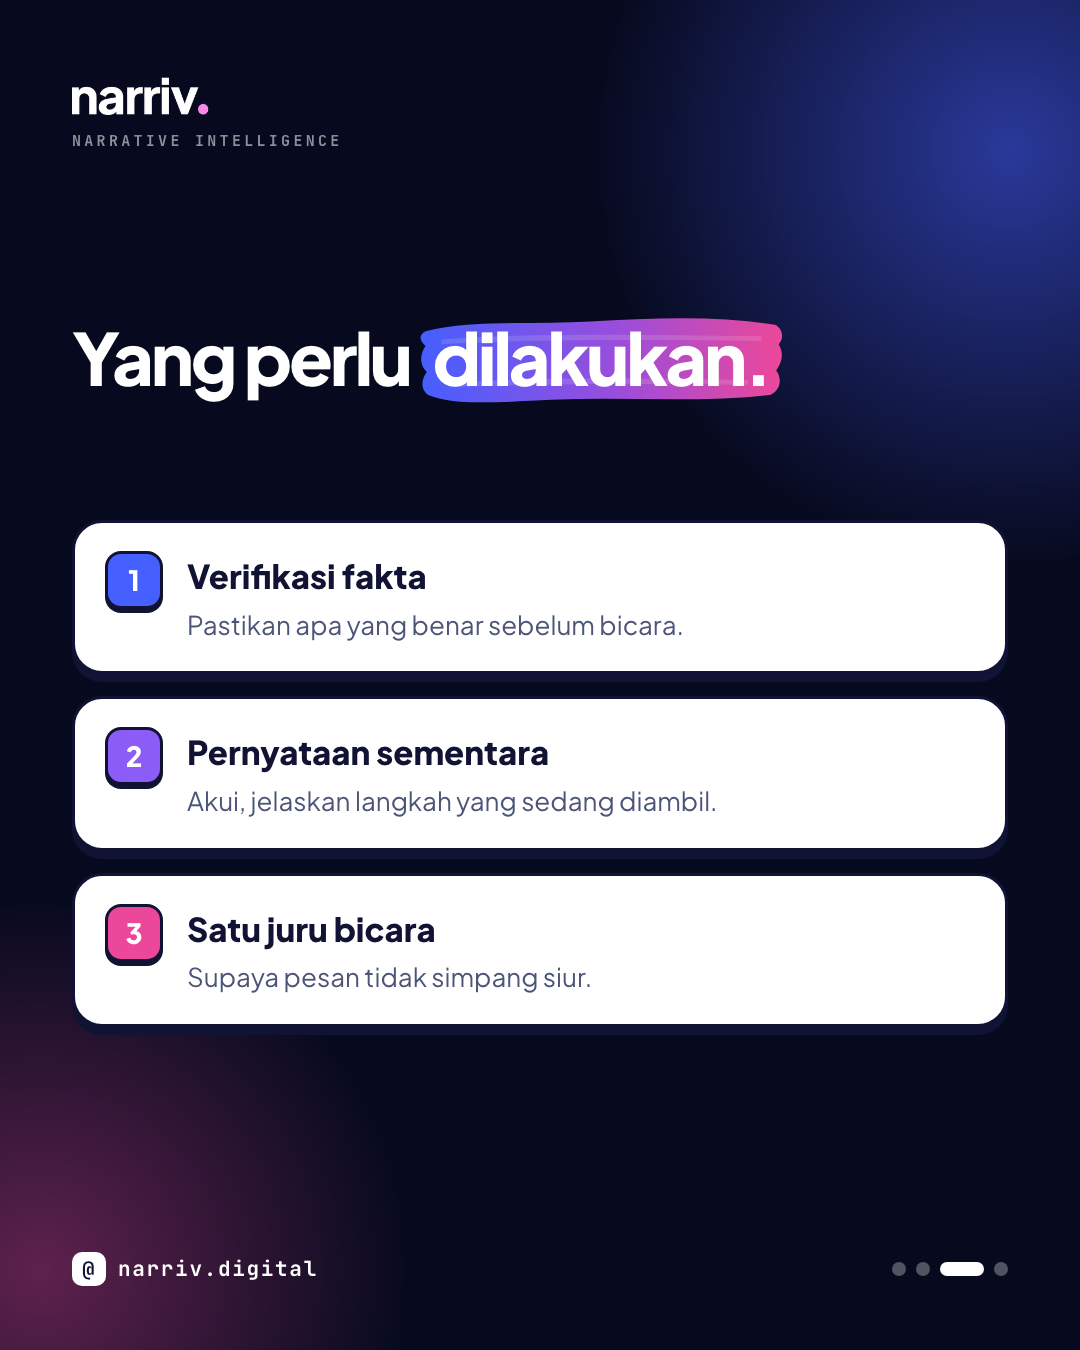 narriv.
NARRATIVE INTELLIGENCE
Yang perlu dilakukan.
1
Verifikasi fakta
Pastikan apa yang benar sebelum bicara.
2
Pernyataan sementara
Akui, jelaskan langkah yang sedang diambil.
3
Satu juru bicara
Supaya pesan tidak simpang siur.
@ narriv.digital